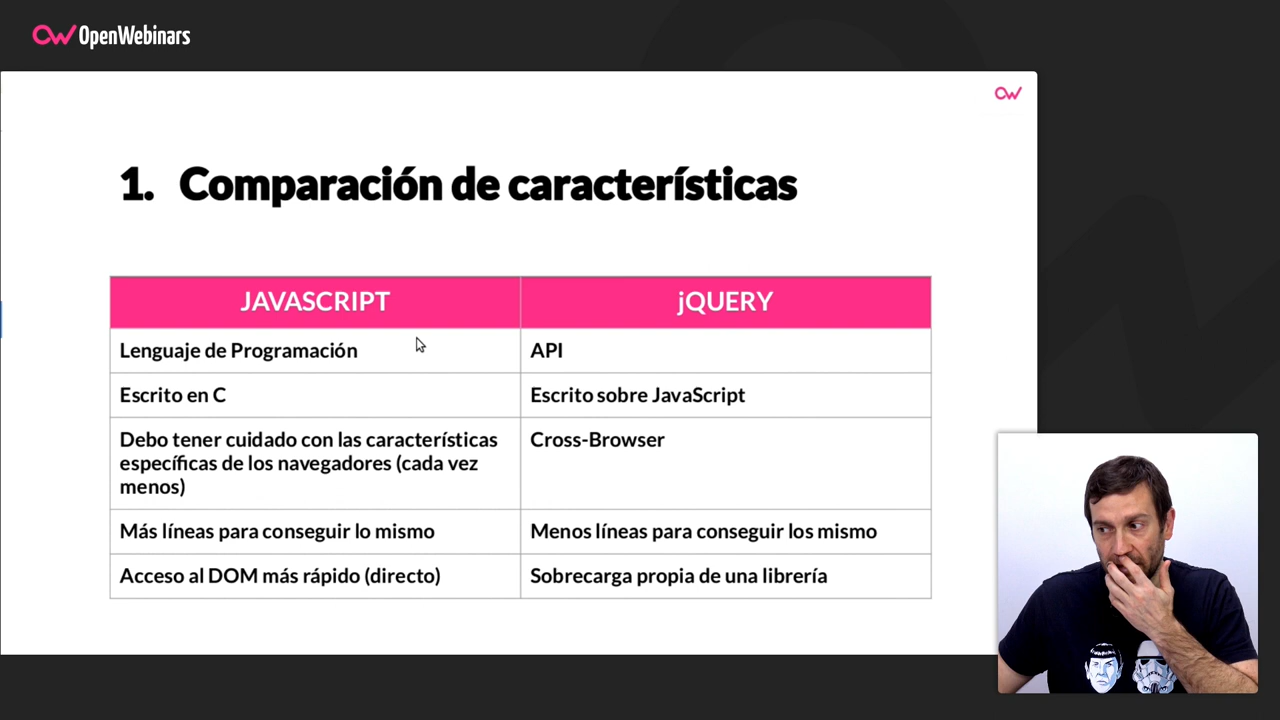 OpenWebinars
1. Comparación de características
JAVASCRIPT
jQUERY
Lenguaje de Programación
API
Escrito en C
Escrito sobre JavaScript
Debo tener cuidado con las características
específicas de los navegadores (cada vez
menos)
Cross-Browser
Más líneas para conseguir lo mismo
Menos líneas para conseguir los mismo
Acceso al DOM más rápido (directo)
Sobrecarga propia de una librería